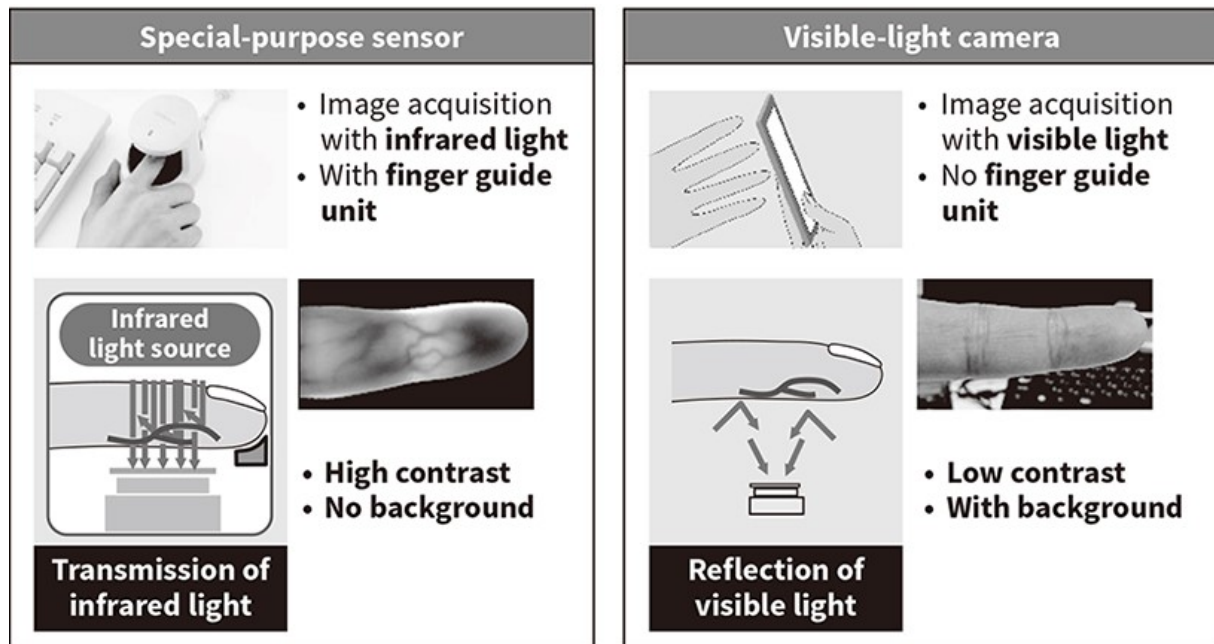 Special-purpose sensor
• Image acquisition
with infrared light
• With finger guide
unit
Infrared
light source
• High contrast
• No background
Transmission of
infrared light
Visible-light camera
• Image acquisition
with visible light
• No finger guide
unit
• Low contrast
• With background
Reflection of
visible light